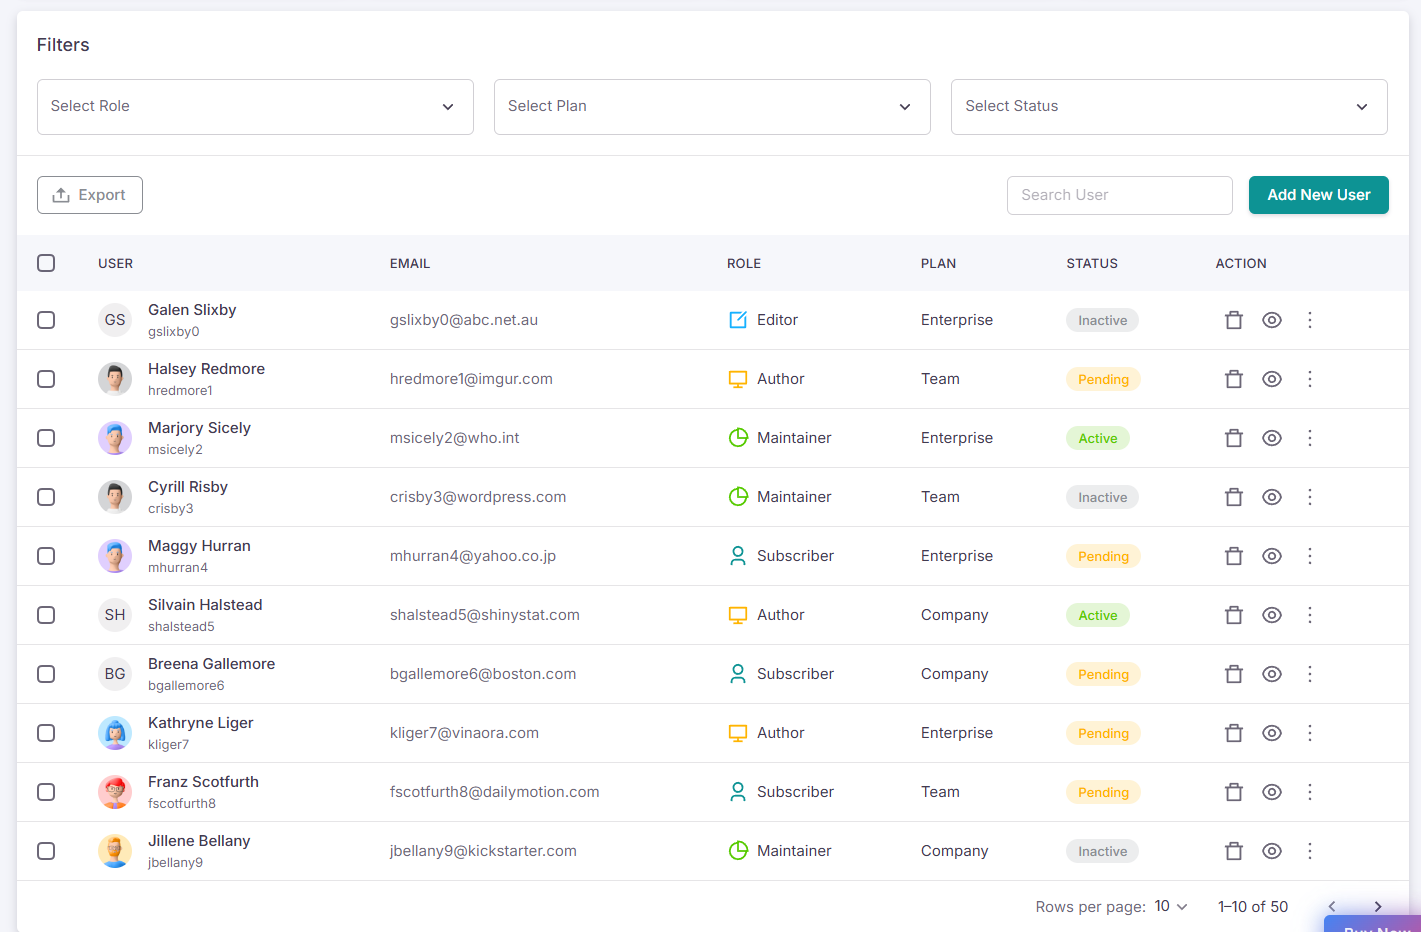 Filters
Select Role Select Plan Select Status
Export Search User Add New User
USER EMAIL ROLE PLAN STATUS ACTION
GS Galen Slixby gslixby0@abc.net.au Editor Enterprise Inactive
gslixby0
Halsey Redmore hredmore1@imgur.com Author Team Pending
hredmore1
Marjory Sicely msicely2@who.int Maintainer Enterprise Active
msicely2
Cyrill Risby crisby3@wordpress.com Maintainer Team Inactive
crisby3
Maggy Hurran mhurran4@yahoo.co.jp Subscriber Enterprise Pending
mhurran4
SH Silvain Halstead shalstead5@shinystat.com Author Company Active
shalstead5
BG Breena Gallemore bgallemore6@boston.com Subscriber Company Pending
bgallemore6
Kathryne Liger kliger7@vinaora.com Author Enterprise Pending
kliger7
Franz Scotfurth fscotfurth8@dailymotion.com Subscriber Team Pending
fscotfurth8
Jillene Bellany jbellany9@kickstarter.com Maintainer Company Inactive
jbellany9
Rows per page: 10 1–10 of 50
Buy Now